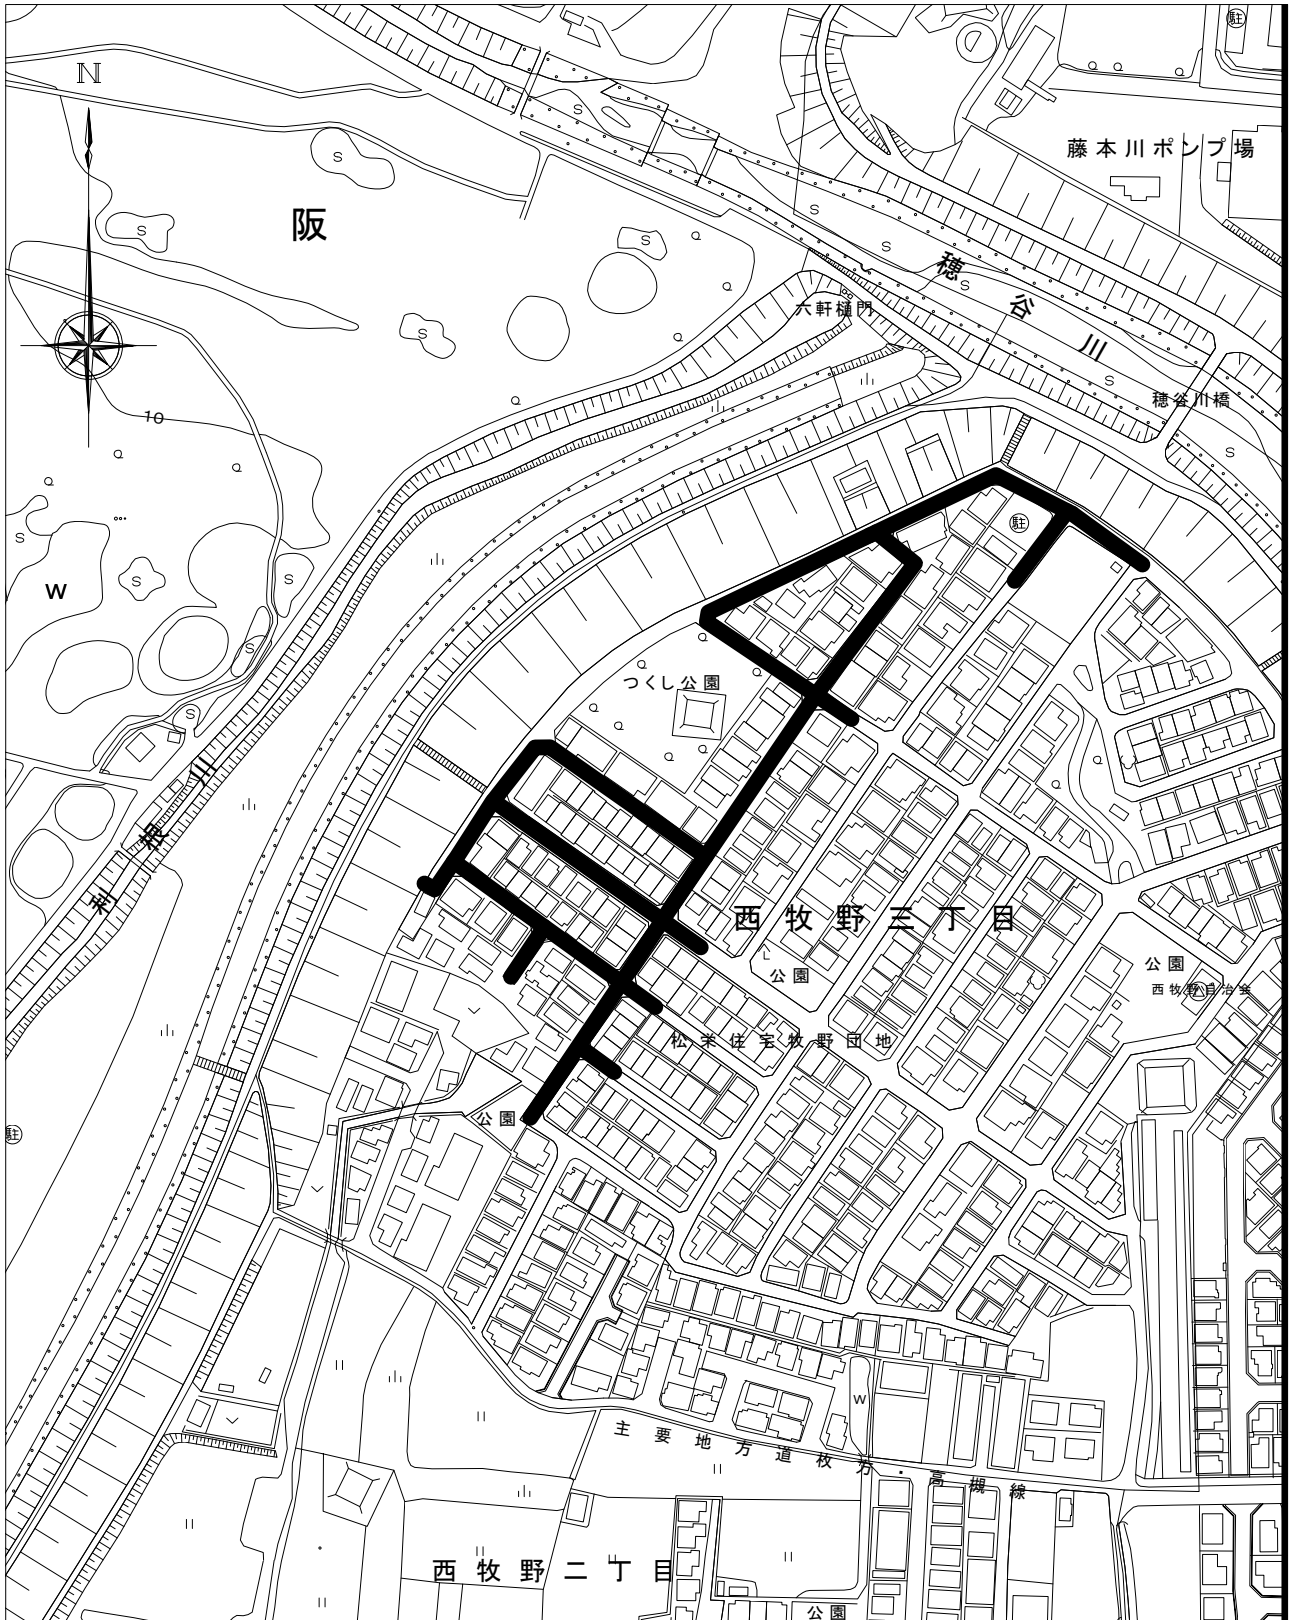 N
駐
藤本川ポンプ場
阪
穂谷川
六軒樋門
穂谷川橋
10
駐
W
つくし公園
利根川
西牧野三丁目
公園
公園
西牧野自治会
松栄住宅牧野団地
公園
駐
W
主要地方道枚方高槻線
西牧野二丁目
公園